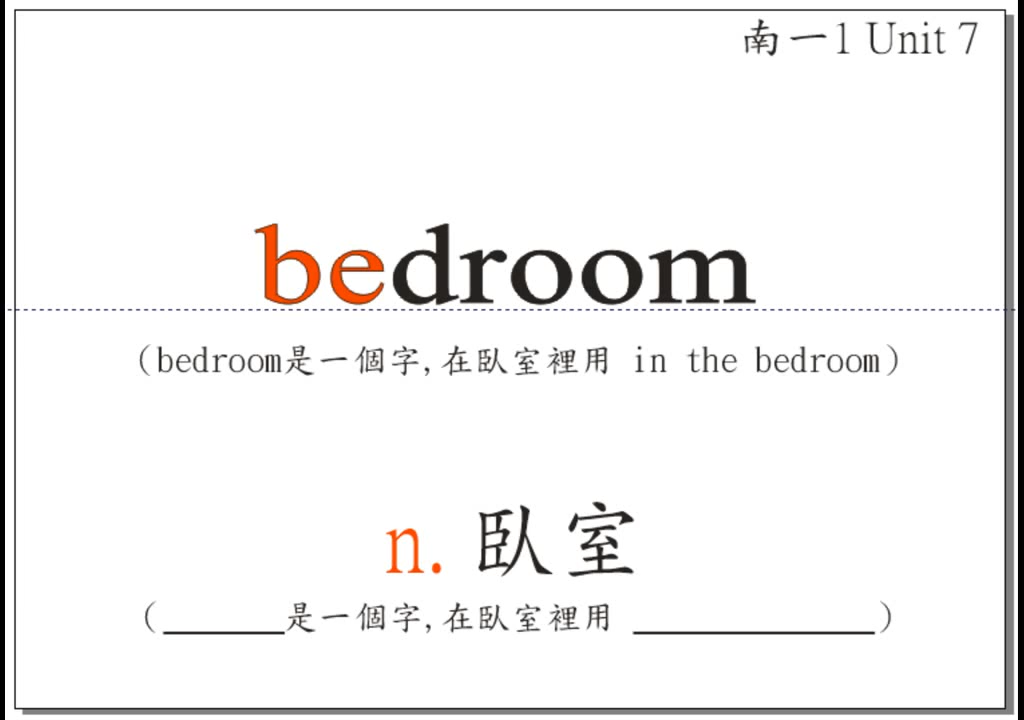 南一1 Unit 7
bedroom
(bedroom是一個字,在臥室裡用 in the bedroom)
n. 臥室
(______是一個字,在臥室裡用 ____________)